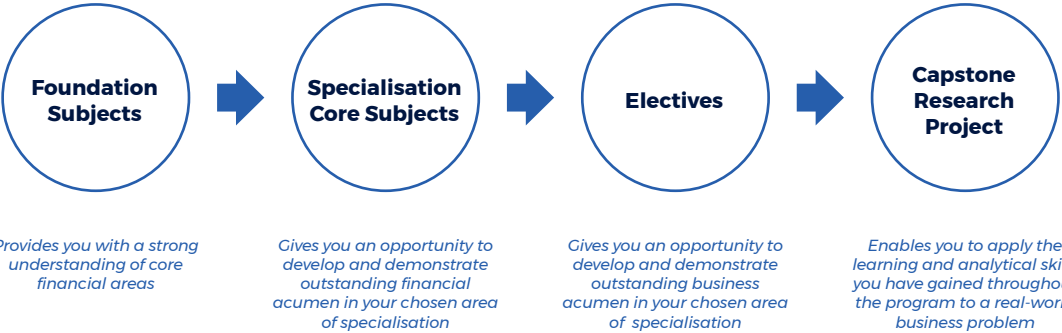 Foundation
Subjects
Specialisation
Core Subjects
Electives
Capstone
Research
Project
Provides you with a strong
understanding of core
financial areas
Gives you an opportunity to
develop and demonstrate
outstanding financial
acumen in your chosen area
of specialisation
Gives you an opportunity to
develop and demonstrate
outstanding business
acumen in your chosen area
of specialisation
Enables you to apply the
learning and analytical
you have gained
the program to a
business problem